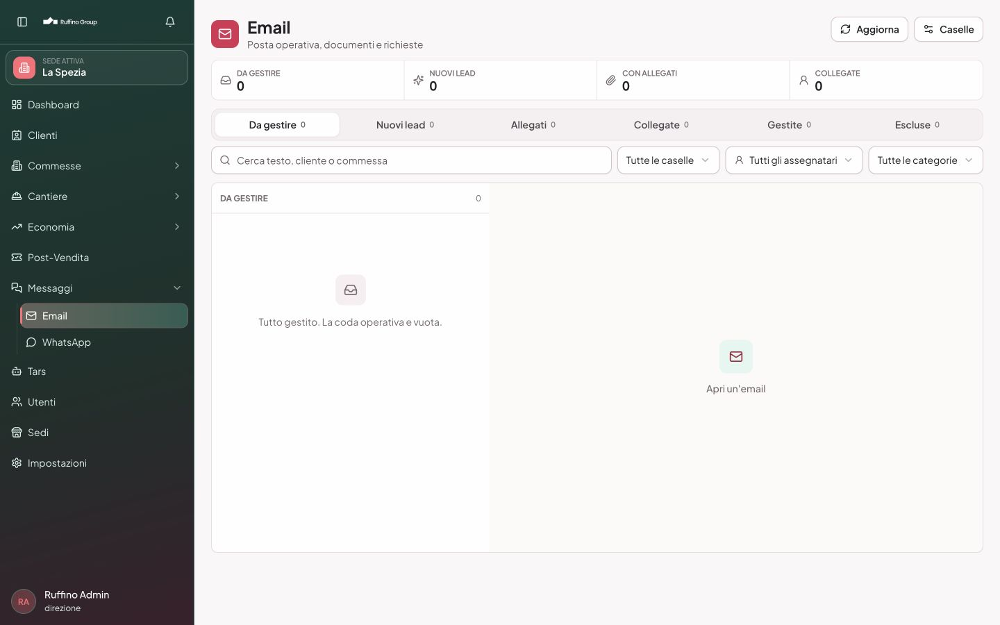 Ruffino Group
SEDE ATTIVA
La Spezia
Dashboard
Clienti
Commesse
Cantiere
Economia
Post-Vendita
Messaggi
Email
WhatsApp
Tars
Utenti
Sedi
Impostazioni
RA
Ruffino Admin
direzione
Email
Posta operativa, documenti e richieste
Aggiorna
Caselle
DA GESTIRE
0
NUOVI LEAD
0
CON ALLEGATI
0
COLLEGATE
0
Da gestire 0
Nuovi lead 0
Allegati 0
Collegate 0
Gestite 0
Escluse 0
Cerca testo, cliente o commessa
Tutte le caselle
Tutti gli assegnatari
Tutte le categorie
DA GESTIRE 0
Tutto gestito. La coda operativa e vuota.
Apri un'email